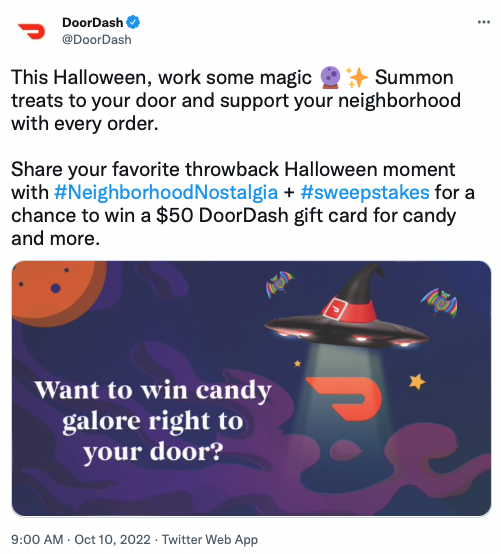 DoorDash
@DoorDash
This Halloween, work some magic 🔮✨ Summon
treats to your door and support your neighborhood
with every order.
Share your favorite throwback Halloween moment
with #NeighborhoodNostalgia + #sweepstakes for a
chance to win a $50 DoorDash gift card for candy
and more.
Want to win candy
galore right to
your door?
9:00 AM · Oct 10, 2022 · Twitter Web App